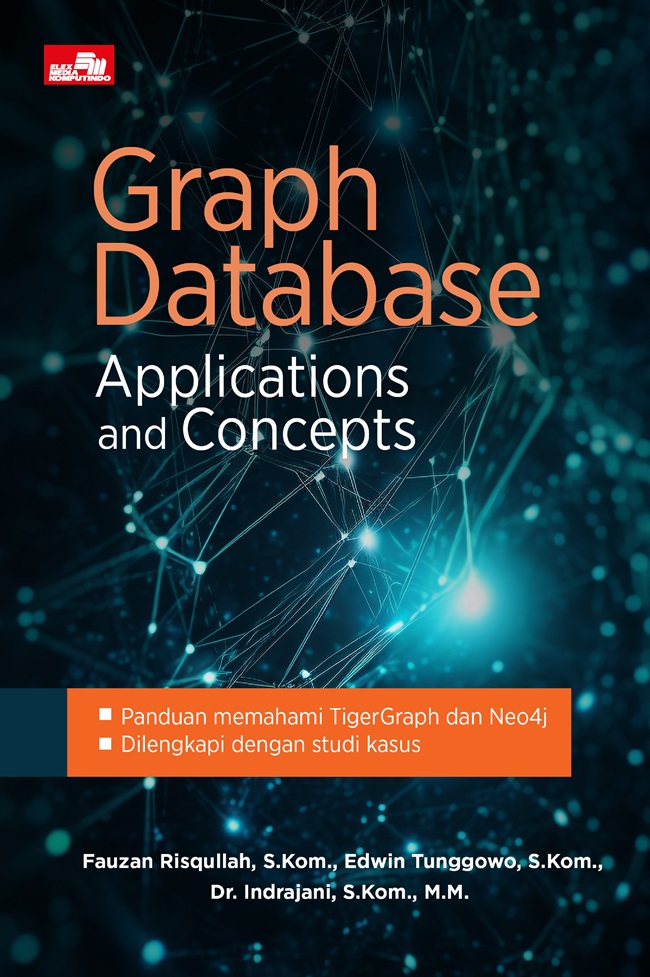 ELEX
MEDIA
KOMPUTINDO
Graph
Database
Applications
and Concepts
Panduan memahami TigerGraph dan Neo4j
Dilengkapi dengan studi kasus
Fauzan Risqullah, S.Kom., Edwin Tunggowo, S.Kom.,
Dr. Indrajani, S.Kom., M.M.